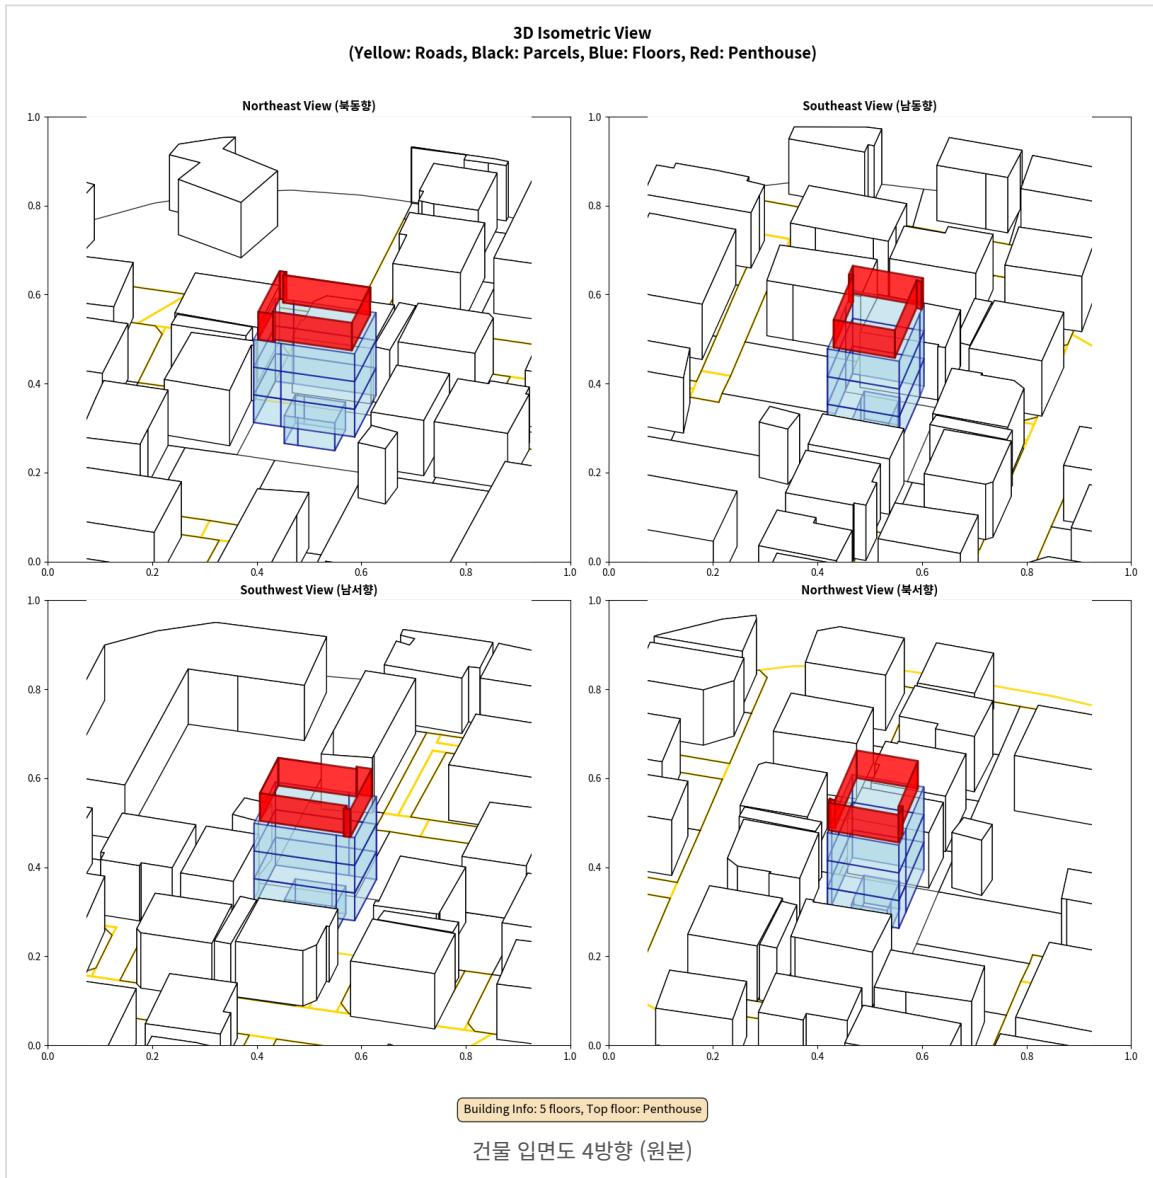 3D Isometric View
(Yellow: Roads, Black: Parcels, Blue: Floors, Red: Penthouse)
Northeast View (북동향)
1.0
0.8
0.6
0.4
0.2
0.0
0.0 0.2 0.4 0.6 0.8 1.0
Southeast View (남동향)
1.0
0.8
0.6
0.4
0.2
0.0
0.0 0.2 0.4 0.6 0.8 1.0
Southwest View (남서향)
1.0
0.8
0.6
0.4
0.2
0.0
0.0 0.2 0.4 0.6 0.8 1.0
Northwest View (북서향)
1.0
0.8
0.6
0.4
0.2
0.0
0.0 0.2 0.4 0.6 0.8 1.0
Building Info: 5 floors, Top floor: Penthouse
건물 입면도 4방향 (원본)